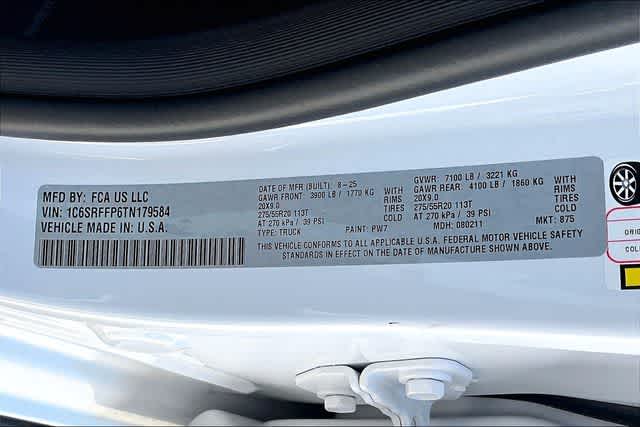 MFD BY: FCA US LLC
VIN: 1C6SRFFP6TN179584
VEHICLE MADE IN U.S.A.
DATE OF MFR (BUILT): 8-25
GAWR FRONT: 3900 LB / 1770 KG
20X9.0 RIMS
275/55R20 113T TIRES
AT 270 kPa / 39 PSI COLD
TYPE: TRUCK PAINT: PW7
GVWR: 7100 LB / 3221 KG
GAWR REAR: 4100 LB / 1860 KG
20X9.0 RIMS
275/55R20 113T TIRES
AT 270 kPa / 39 PSI COLD
MDH: 080211 MKT: 875
THIS VEHICLE CONFORMS TO ALL APPLICABLE U.S.A. FEDERAL MOTOR VEHICLE SAFETY
STANDARDS IN EFFECT ON THE DATE OF MANUFACTURE SHOWN ABOVE.